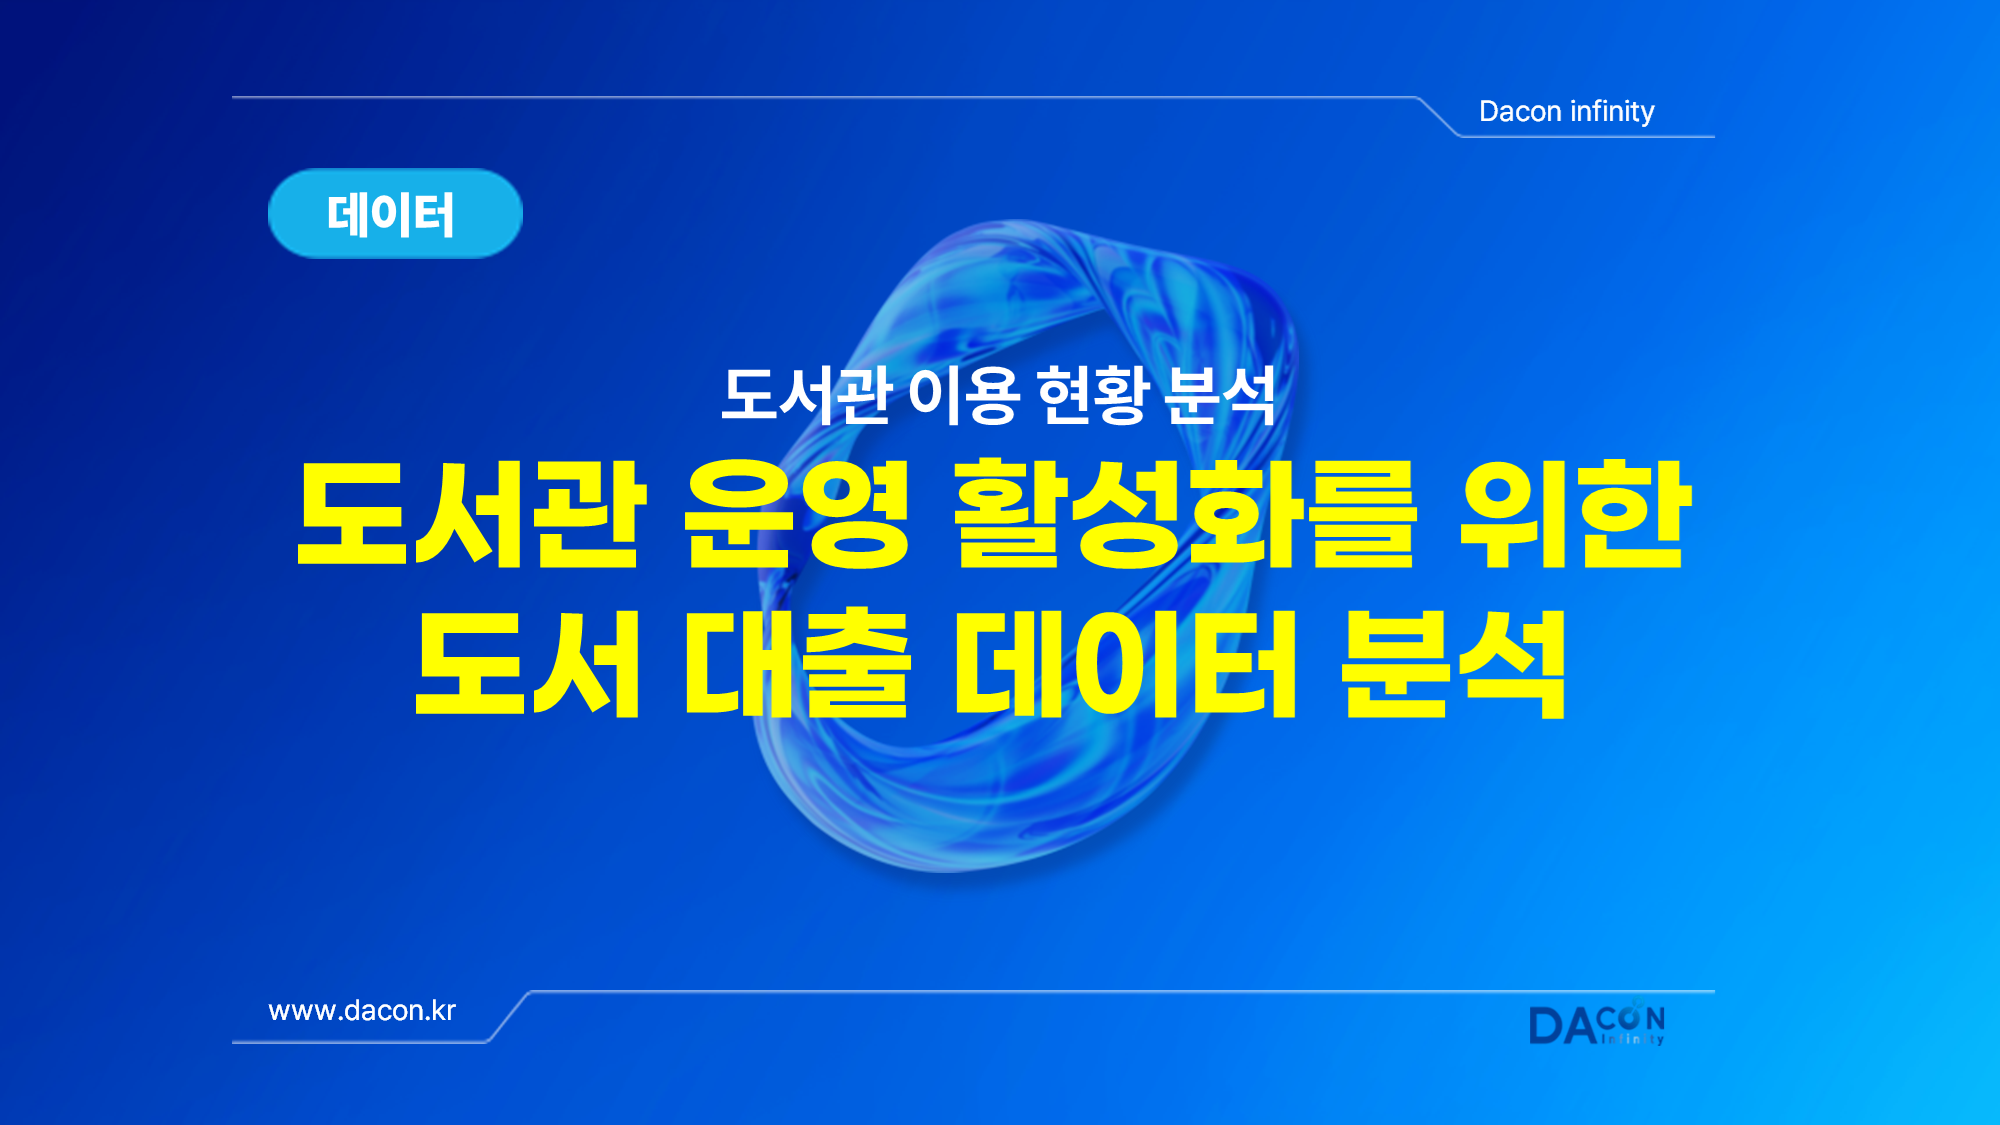 Dacon infinity
데이터
도서관 이용 현황 분석
도서관 운영 활성화를 위한
도서 대출 데이터 분석
www.dacon.kr
DACON
Infinity